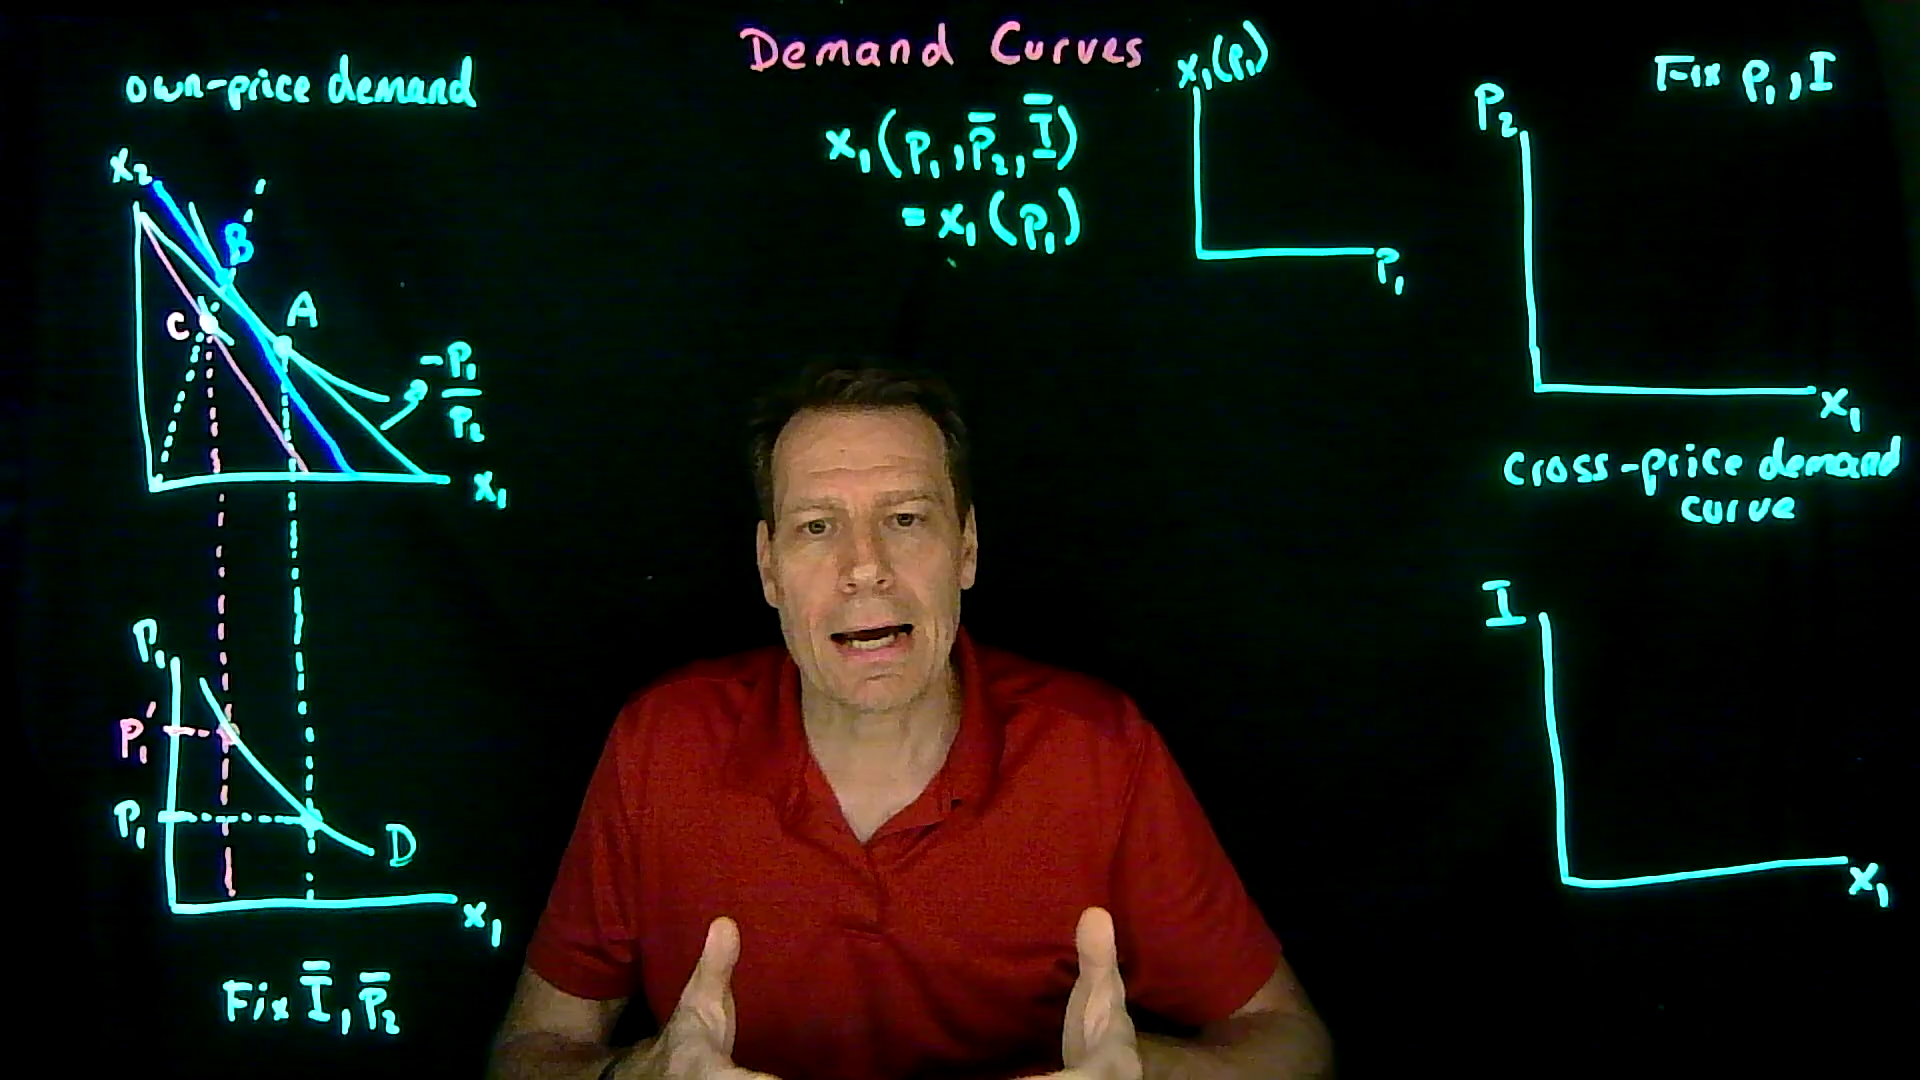 Demand Curves
own-price demand
x₂
B
A
C
-P₁
P₂
x₁
P₁
P₁'
P₁
D
x₁
Fix Ī, P̄₂
x₁(P₁, P̄₂, Ī)
= x₁(P₁)
x₁(P₁)
P₁
Fix P₁, I
P₂
x₁
cross-price demand
curve
I
x₁